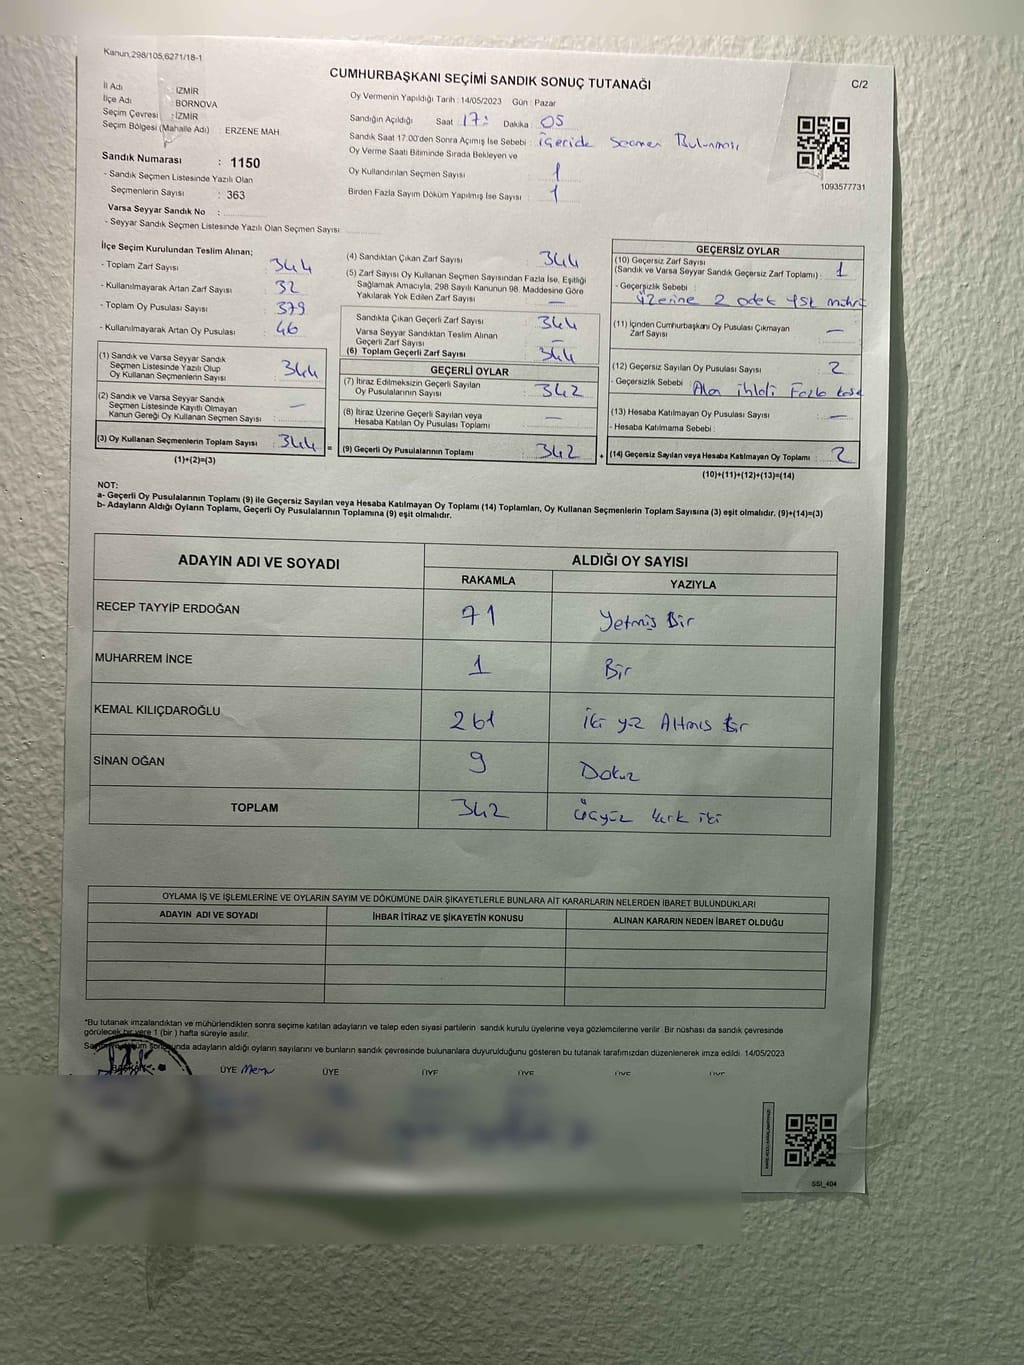 Kanun,298/105,6271/18-1
CUMHURBAŞKANI SEÇİMİ SANDIK SONUÇ TUTANAĞI
C/2
İl Adı : İZMİR
İlçe Adı : BORNOVA
Seçim Çevresi : İZMİR
Seçim Bölgesi (Mahalle Adı) : ERZENE MAH.
Sandık Numarası : 1150
- Sandık Seçmen Listesinde Yazılı Olan
Seçmenlerin Sayısı : 363
Varsa Seyyar Sandık No :
- Seyyar Sandık Seçmen Listesinde Yazılı Olan Seçmen Sayısı
Oy Vermenin Yapıldığı Tarih : 14/05/2023 Gün : Pazar
Sandığın Açıldığı Saat 17: Dakika : 05
Sandık Saat 17:00'den Sonra Açımış İse Sebebi : İçeride Seçmen Bulunması
Oy Verme Saati Bitiminde Sırada Bekleyen ve
Oy Kullandırılan Seçmen Sayısı : 1
Birden Fazla Sayım Döküm Yapılmış İse Sayısı : 1
1093577731
İlçe Seçim Kurulundan Teslim Alınan;
- Toplam Zarf Sayısı : 344
- Kullanılmayarak Artan Zarf Sayısı : 32
- Toplam Oy Pusulası Sayısı : 379
- Kullanılmayarak Artan Oy Pusulası : 46
(1) Sandık ve Varsa Seyyar Sandık
Seçmen Listesinde Yazılı Olup
Oy Kullanan Seçmenlerin Sayısı : 344
(2) Sandık ve Varsa Seyyar Sandık
Seçmen Listesinde Kayıtlı Olmayan
Kanun Gereği Oy Kullanan Seçmen Sayısı : —
(3) Oy Kullanan Seçmenlerin Toplam Sayısı : 344 =
(1)+(2)=(3)
(4) Sandıktan Çıkan Zarf Sayısı : 344
(5) Zarf Sayısı Oy Kullanan Seçmen Sayısından Fazla İse, Eşitliği
Sağlamak Amacıyla, 298 Sayılı Kanunun 98. Maddesine Göre
Yakılarak Yok Edilen Zarf Sayısı : —
Sandıkta Çıkan Geçerli Zarf Sayısı : 344
Varsa Seyyar Sandıktan Teslim Alınan
Geçerli Zarf Sayısı : —
(6) Toplam Geçerli Zarf Sayısı : 344
GEÇERLİ OYLAR
(7) İtiraz Edilmeksizin Geçerli Sayılan
Oy Pusulalarının Sayısı : 342
(8) İtiraz Üzerine Geçerli Sayılan veya
Hesaba Katılan Oy Pusulası Toplamı : —
(9) Geçerli Oy Pusulalarının Toplamı : 342 +
GEÇERSİZ OYLAR
(10) Geçersiz Zarf Sayısı
(Sandık ve Varsa Seyyar Sandık Geçersiz Zarf Toplamı) : 1
- Geçersizlik Sebebi :
Üzerine 2 adet
(11) İçinden Cumhurbaşkanı Oy Pusulası Çıkmayan
Zarf Sayısı : —
(12) Geçersiz Sayılan Oy Pusulası Sayısı : 2
- Geçersizlik Sebebi : Alan ihlali Fazla
(13) Hesaba Katılmayan Oy Pusulası Sayısı : —
- Hesaba Katılmama Sebebi :
(14) Geçersiz Sayılan veya Hesaba Katılmayan Oy Toplamı : 2
(10)+(11)+(12)+(13)=(14)
NOT:
a- Geçerli Oy Pusulalarının Toplamı (9) ile Geçersiz Sayılan veya Hesaba Katılmayan Oy Toplamı (14) Toplamları, Oy Kullanan Seçmenlerin Toplam Sayısına (3) eşit olmalıdır. (9)+(14)=(3)
b- Adayların Aldığı Oyların Toplamı, Geçerli Oy Pusulalarının Toplamına (9) eşit olmalıdır.
ADAYIN ADI VE SOYADI ALDIĞI OY SAYISI
RAKAMLA YAZIYLA
RECEP TAYYİP ERDOĞAN 71 Yetmiş Bir
MUHARREM İNCE 1 Bir
KEMAL KILIÇDAROĞLU 261 İki yüz Altmış Bir
SİNAN OĞAN 9 Dokuz
TOPLAM 342 Üçyüz kırk iki
OYLAMA İŞ VE İŞLEMLERİNE VE OYLARIN SAYIM VE DÖKÜMÜNE DAİR ŞİKAYETLERLE BUNLARA AİT KARARLARIN NELERDEN İBARET BULUNDUKLARI
ADAYIN ADI VE SOYADI İHBAR İTİRAZ VE ŞİKAYETİN KONUSU ALINAN KARARIN NEDEN İBARET OLDUĞU
*Bu tutanak imzalandıktan ve mühürlendikten sonra seçime katılan adayların ve talep eden siyasi partilerin sandık kurulu üyelerine veya gözlemcilerine verilir. Bir nüshası da sandık çevresinde
görülecek bir yere 1 (bir ) hafta süreyle asılır.
sonunda adayların aldığı oyların sayılarını ve bunların sandık çevresinde bulunanlara duyurulduğunu gösteren bu tutanak tarafımızdan düzenlenerek imza edildi. 14/05/2023
BAŞKAN ÜYE ÜYE ÜYE ÜYE ÜYE ÜYE
SSI_404